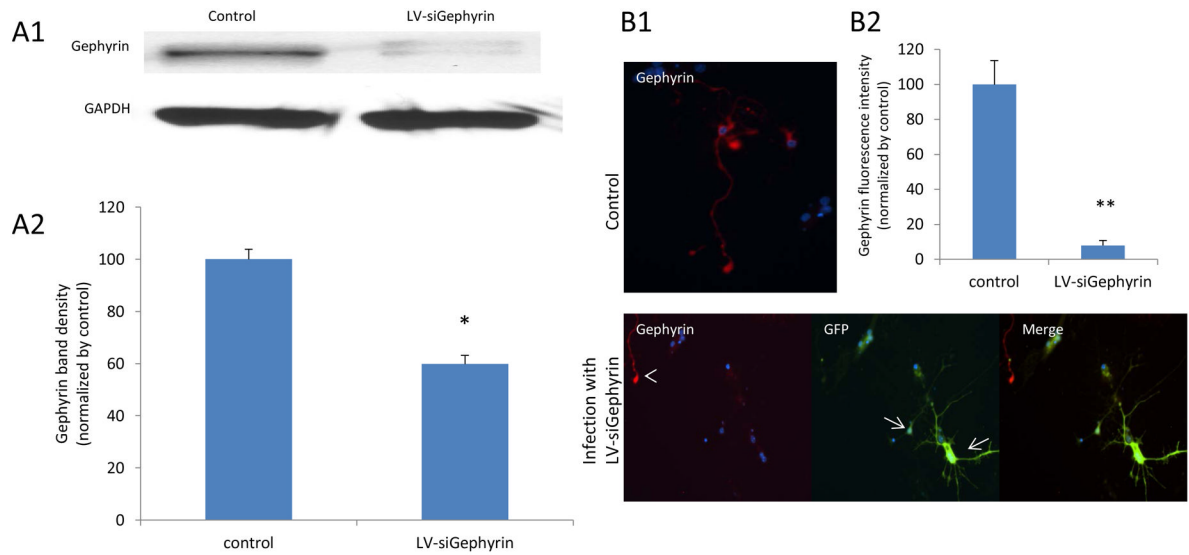 A1
Control
LV-siGephyrin
Gephyrin
GAPDH
A2
Gephyrin band density
(normalized by control)
120
100
80
60
40
20
0
*
control
LV-siGephyrin
B1
Gephyrin
Control
B2
Gephyrin fluorescence intensity
(normalized by control)
120
100
80
60
40
20
0
**
control
LV-siGephyrin
Infection with
LV-siGephyrin
Gephyrin
GFP
Merge